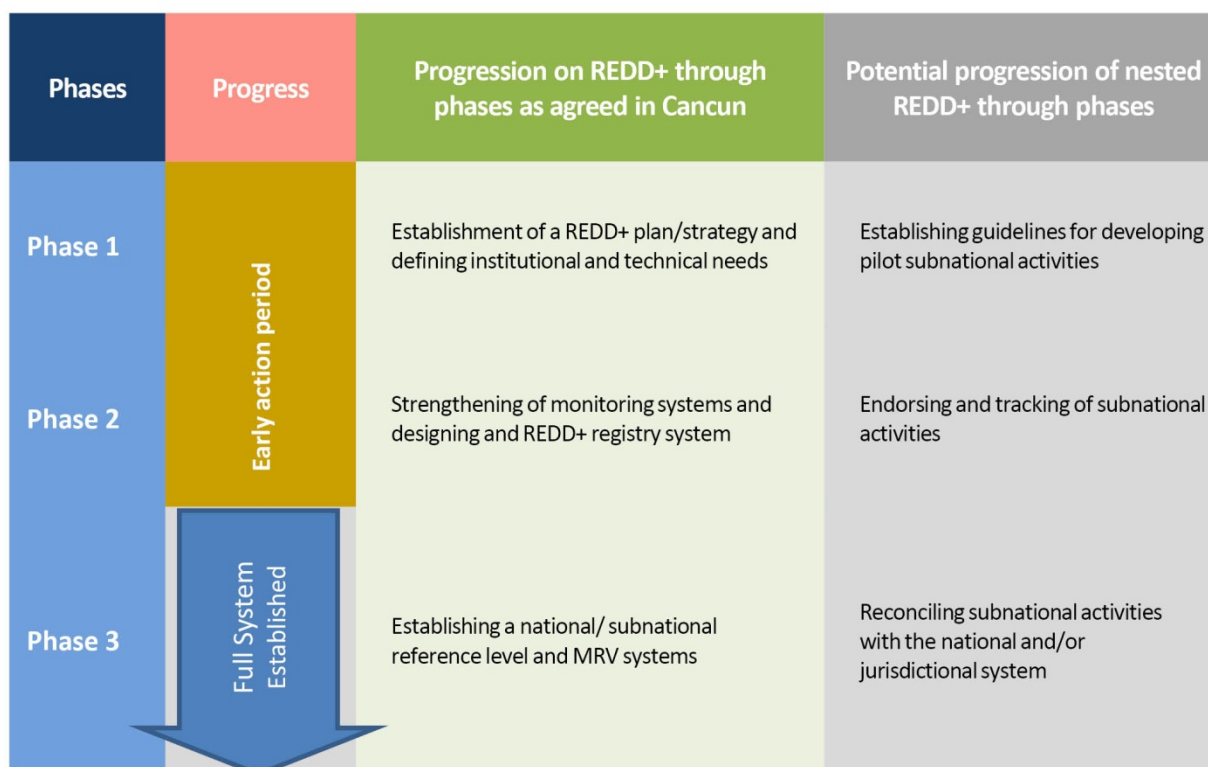 Phases
Progress
Progression on REDD+ through
phases as agreed in Cancun
Potential progression of nested
REDD+ through phases
Phase 1
Early action period
Establishment of a REDD+ plan/strategy and
defining institutional and technical needs
Establishing guidelines for developing
pilot subnational activities
Phase 2
Strengthening of monitoring systems and
designing and REDD+ registry system
Endorsing and tracking of subnational
activities
Phase 3
Full System
Established
Establishing a national/ subnational
reference level and MRV systems
Reconciling subnational activities
with the national and/or
jurisdictional system